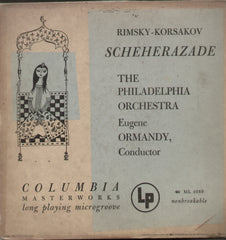 RIMSKY-KORSAKOV
SCHEHERAZADE
THE
PHILADELPHIA
ORCHESTRA
Eugene
ORMANDY,
Conductor
COLUMBIA
MASTERWORKS
long playing microgroove
Lp
nonbreakable